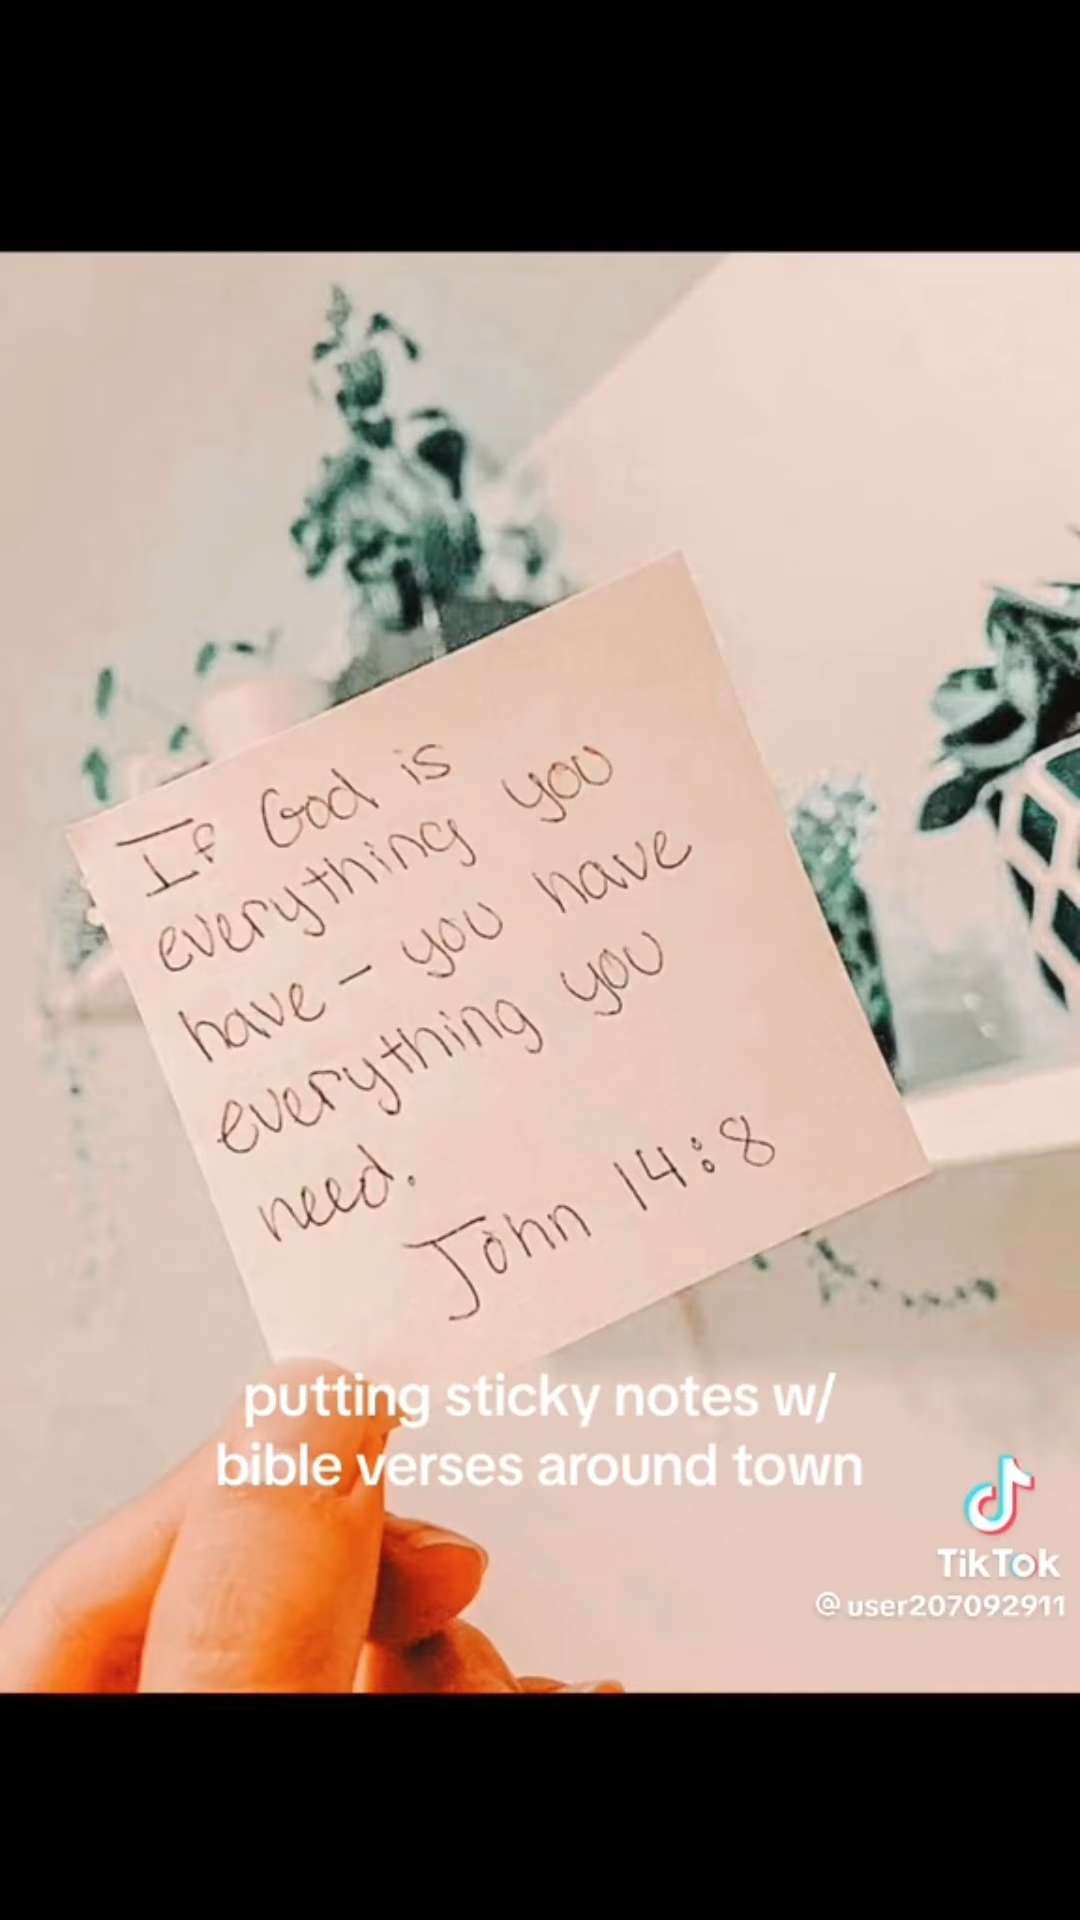 If God is
everything you
have - you have
everything you
need.
John 14:8
putting sticky notes w/
bible verses around town
TikTok
@user207092911